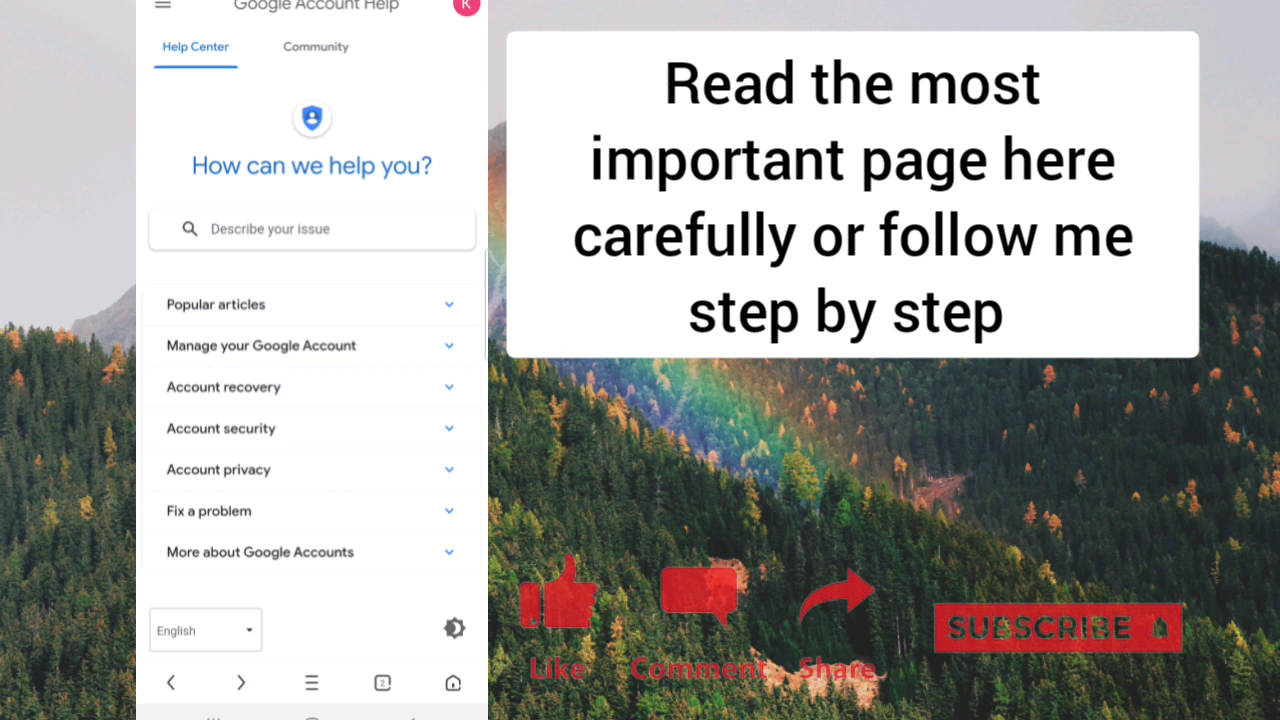 Google Account Help
K
Help Center
Community
How can we help you?
Describe your issue
Popular articles
Manage your Google Account
Account recovery
Account security
Account privacy
Fix a problem
More about Google Accounts
English
2
Read the most
important page here
carefully or follow me
step by step
Like
Comment
Share
SUBSCRIBE